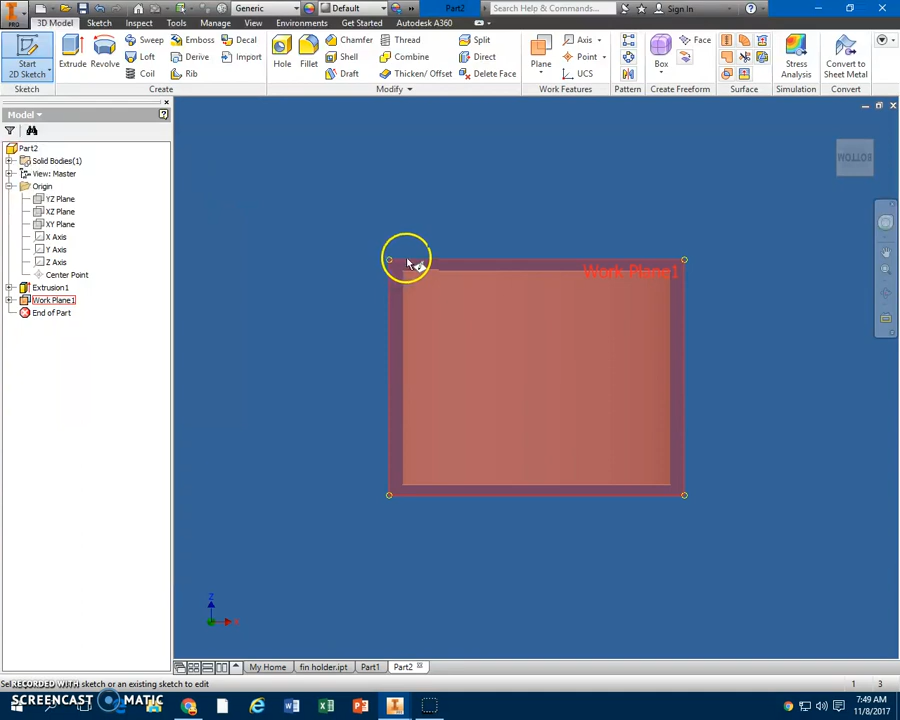 Generic Default Part2 Search Help & Commands... Sign In
PRO 3D Model Sketch Inspect Tools Manage View Environments Get Started Autodesk A360
Start 2D Sketch
Extrude Revolve
Sweep Emboss Decal
Loft Derive Import
Coil Rib
Hole Fillet
Chamfer Thread Split
Shell Combine Direct
Draft Thicken/ Offset Delete Face
Plane
Axis
Point
UCS
Box
Face
Stress Analysis
Convert to Sheet Metal
Sketch Create Modify Work Features Pattern Create Freeform Surface Simulation Convert
Model
Part2
Solid Bodies(1)
View: Master
Origin
YZ Plane
XZ Plane
XY Plane
X Axis
Y Axis
Z Axis
Center Point
Extrusion1
Work Plane1
End of Part
BOTTOM
Work Plane1
Z
My Home fin holder.ipt Part1 Part2
sketch or an existing sketch to edit 1 3
RECORDED WITH
SCREENCAST MATIC
7:49 AM
11/8/2017